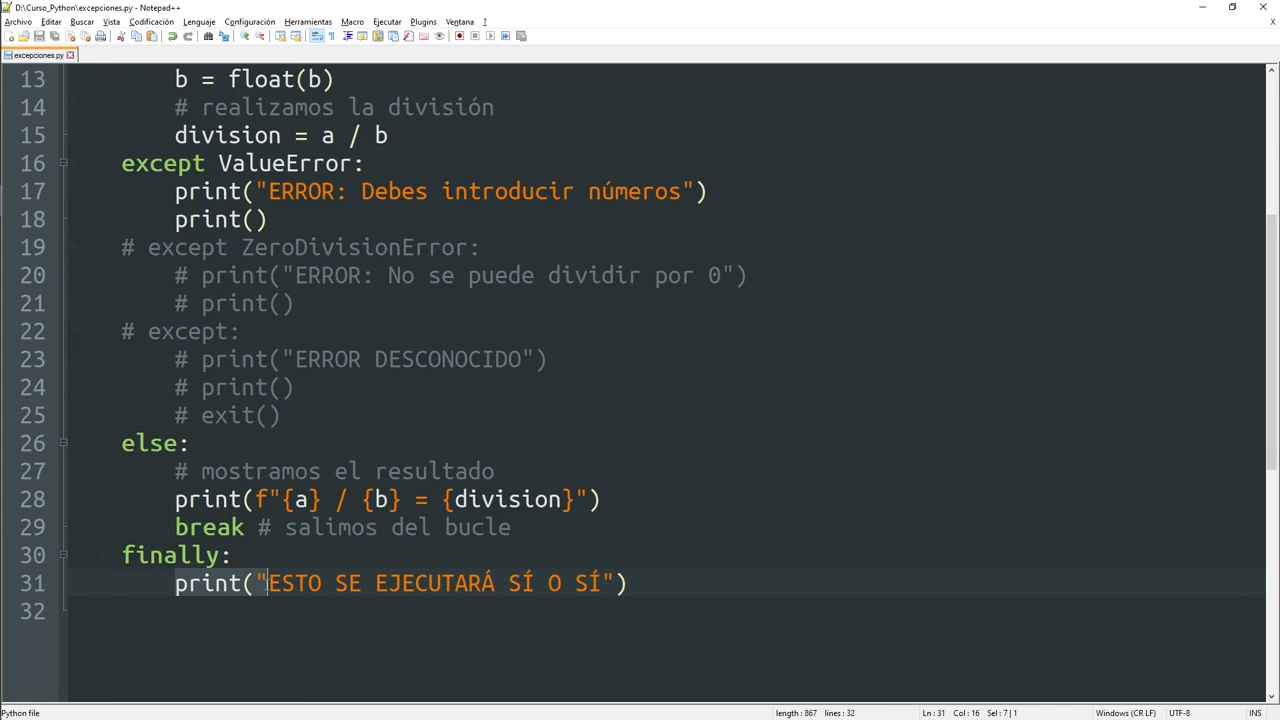 D:\Curso_Python\excepciones.py - Notepad++
Archivo Editar Buscar Vista Codificación Lenguaje Configuración Herramientas Macro Ejecutar Plugins Ventana ?
excepciones.py
13 b = float(b)
14 # realizamos la división
15 division = a / b
16 except ValueError:
17 print("ERROR: Debes introducir números")
18 print()
19 # except ZeroDivisionError:
20 # print("ERROR: No se puede dividir por 0")
21 # print()
22 # except:
23 # print("ERROR DESCONOCIDO")
24 # print()
25 # exit()
26 else:
27 # mostramos el resultado
28 print(f"{a} / {b} = {division}")
29 break # salimos del bucle
30 finally:
31 print("ESTO SE EJECUTARÁ SÍ O SÍ")
32
Python file length : 867 lines : 32 Ln : 31 Col : 16 Sel : 7 | 1 Windows (CR LF) UTF-8 INS